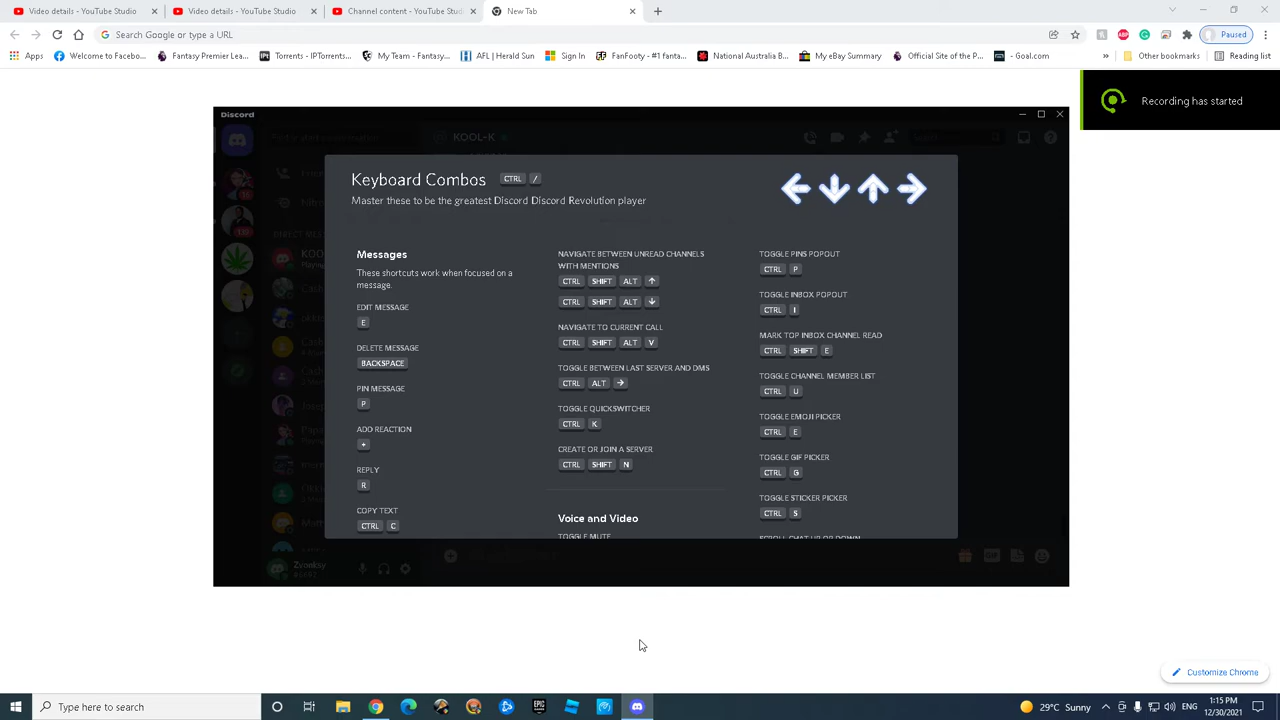 Video details - YouTube Studio
Video details - YouTube Studio
Channel content - YouTube Studio
New Tab
Search Google or type a URL
Paused
Apps
Welcome to Facebo...
Fantasy Premier Lea...
Torrents - IPTorrents...
My Team - Fantasy...
AFL | Herald Sun
Sign In
FanFooty - #1 fanta...
National Australia B...
My eBay Summary
Official Site of the P...
- Goal.com
Other bookmarks
Reading list
Recording has started
Discord
KOOL-K
Keyboard Combos CTRL /
Master these to be the greatest Discord Discord Revolution player
Messages
These shortcuts work when focused on a
message.
EDIT MESSAGE
E
DELETE MESSAGE
BACKSPACE
PIN MESSAGE
P
ADD REACTION
+
REPLY
R
COPY TEXT
CTRL C
NAVIGATE BETWEEN UNREAD CHANNELS
WITH MENTIONS
CTRL SHIFT ALT ↑
CTRL SHIFT ALT ↓
NAVIGATE TO CURRENT CALL
CTRL SHIFT ALT V
TOGGLE BETWEEN LAST SERVER AND DMS
CTRL ALT →
TOGGLE QUICKSWITCHER
CTRL K
CREATE OR JOIN A SERVER
CTRL SHIFT N
Voice and Video
TOGGLE MUTE
TOGGLE PINS POPOUT
CTRL P
TOGGLE INBOX POPOUT
CTRL I
MARK TOP INBOX CHANNEL READ
CTRL SHIFT E
TOGGLE CHANNEL MEMBER LIST
CTRL U
TOGGLE EMOJI PICKER
CTRL E
TOGGLE GIF PICKER
CTRL G
TOGGLE STICKER PICKER
CTRL S
SCROLL CHAT UP OR DOWN
Customize Chrome
Type here to search
29°C Sunny
ENG
1:15 PM
12/30/2021